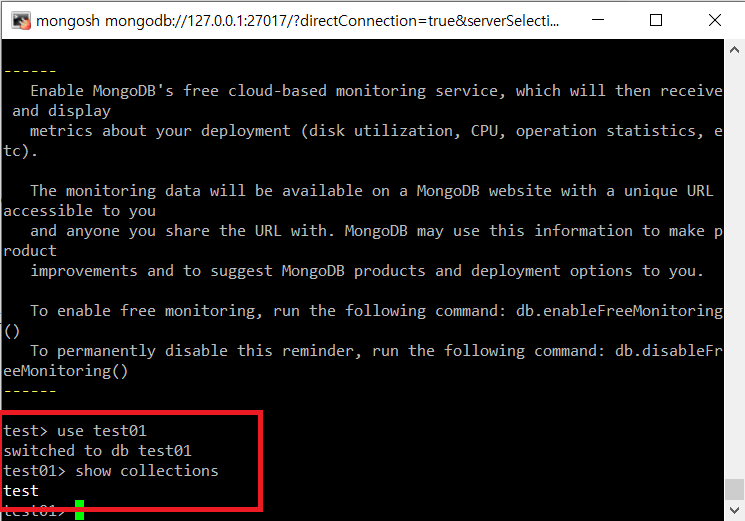 mongosh mongodb://127.0.0.1:27017/?directConnection=true&serverSelecti...
------
Enable MongoDB's free cloud-based monitoring service, which will then receive
and display
metrics about your deployment (disk utilization, CPU, operation statistics, e
tc).
The monitoring data will be available on a MongoDB website with a unique URL
accessible to you
and anyone you share the URL with. MongoDB may use this information to make p
roduct
improvements and to suggest MongoDB products and deployment options to you.
To enable free monitoring, run the following command: db.enableFreeMonitoring
()
To permanently disable this reminder, run the following command: db.disableFr
eeMonitoring()
------
test> use test01
switched to db test01
test01> show collections
test
test01>